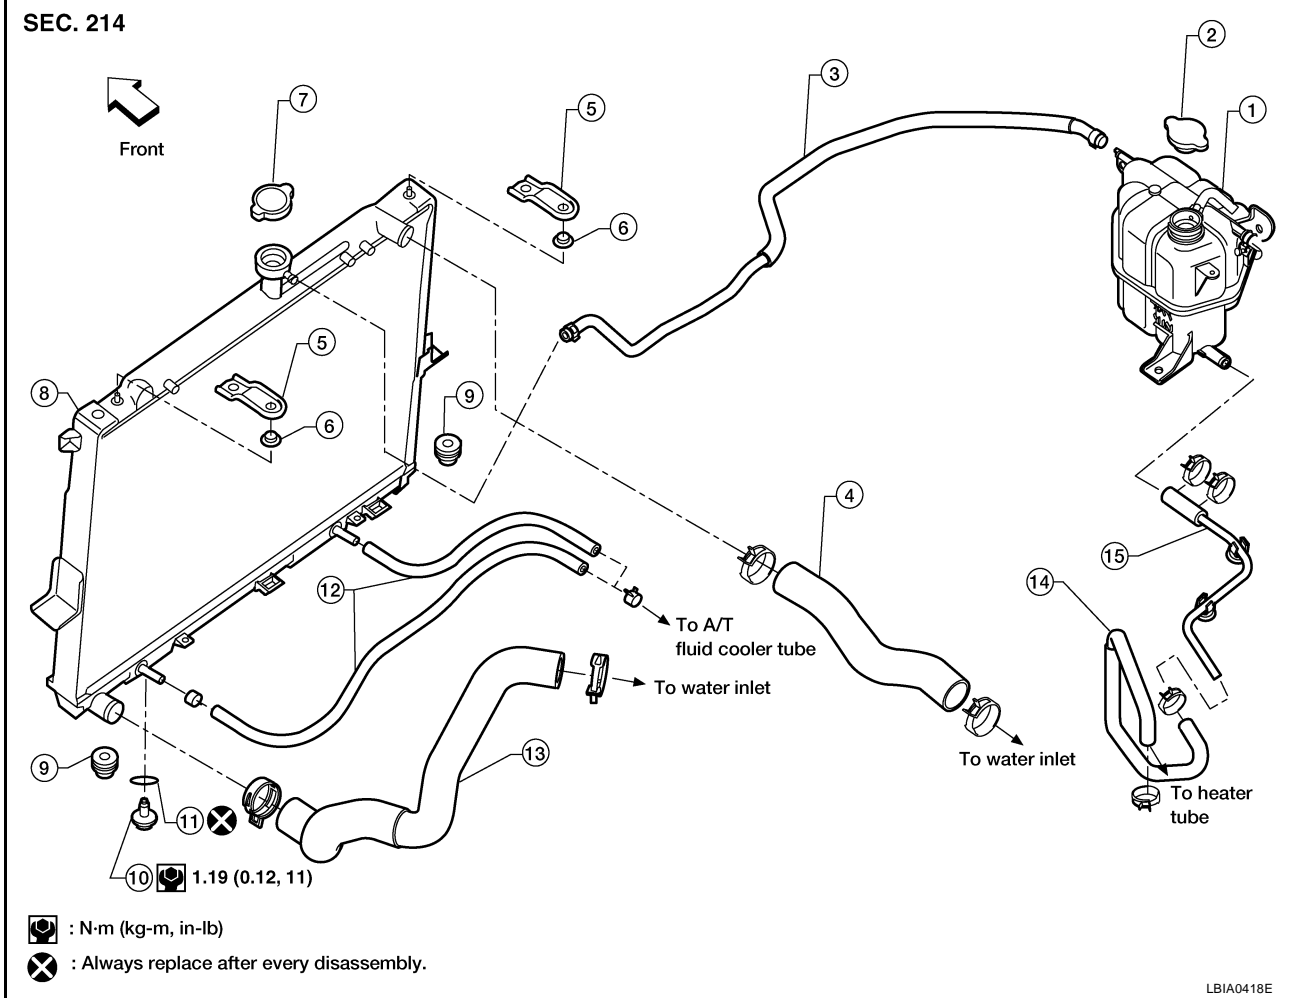 SEC. 214
2
3
1
7
5
Front
6
5
8
9
6
4
15
12
14
To A/T
fluid cooler tube
To water inlet
13
To water inlet
9
11
To heater
tube
10
1.19 (0.12, 11)
: N·m (kg-m, in-lb)
: Always replace after every disassembly.
LBIA0418E